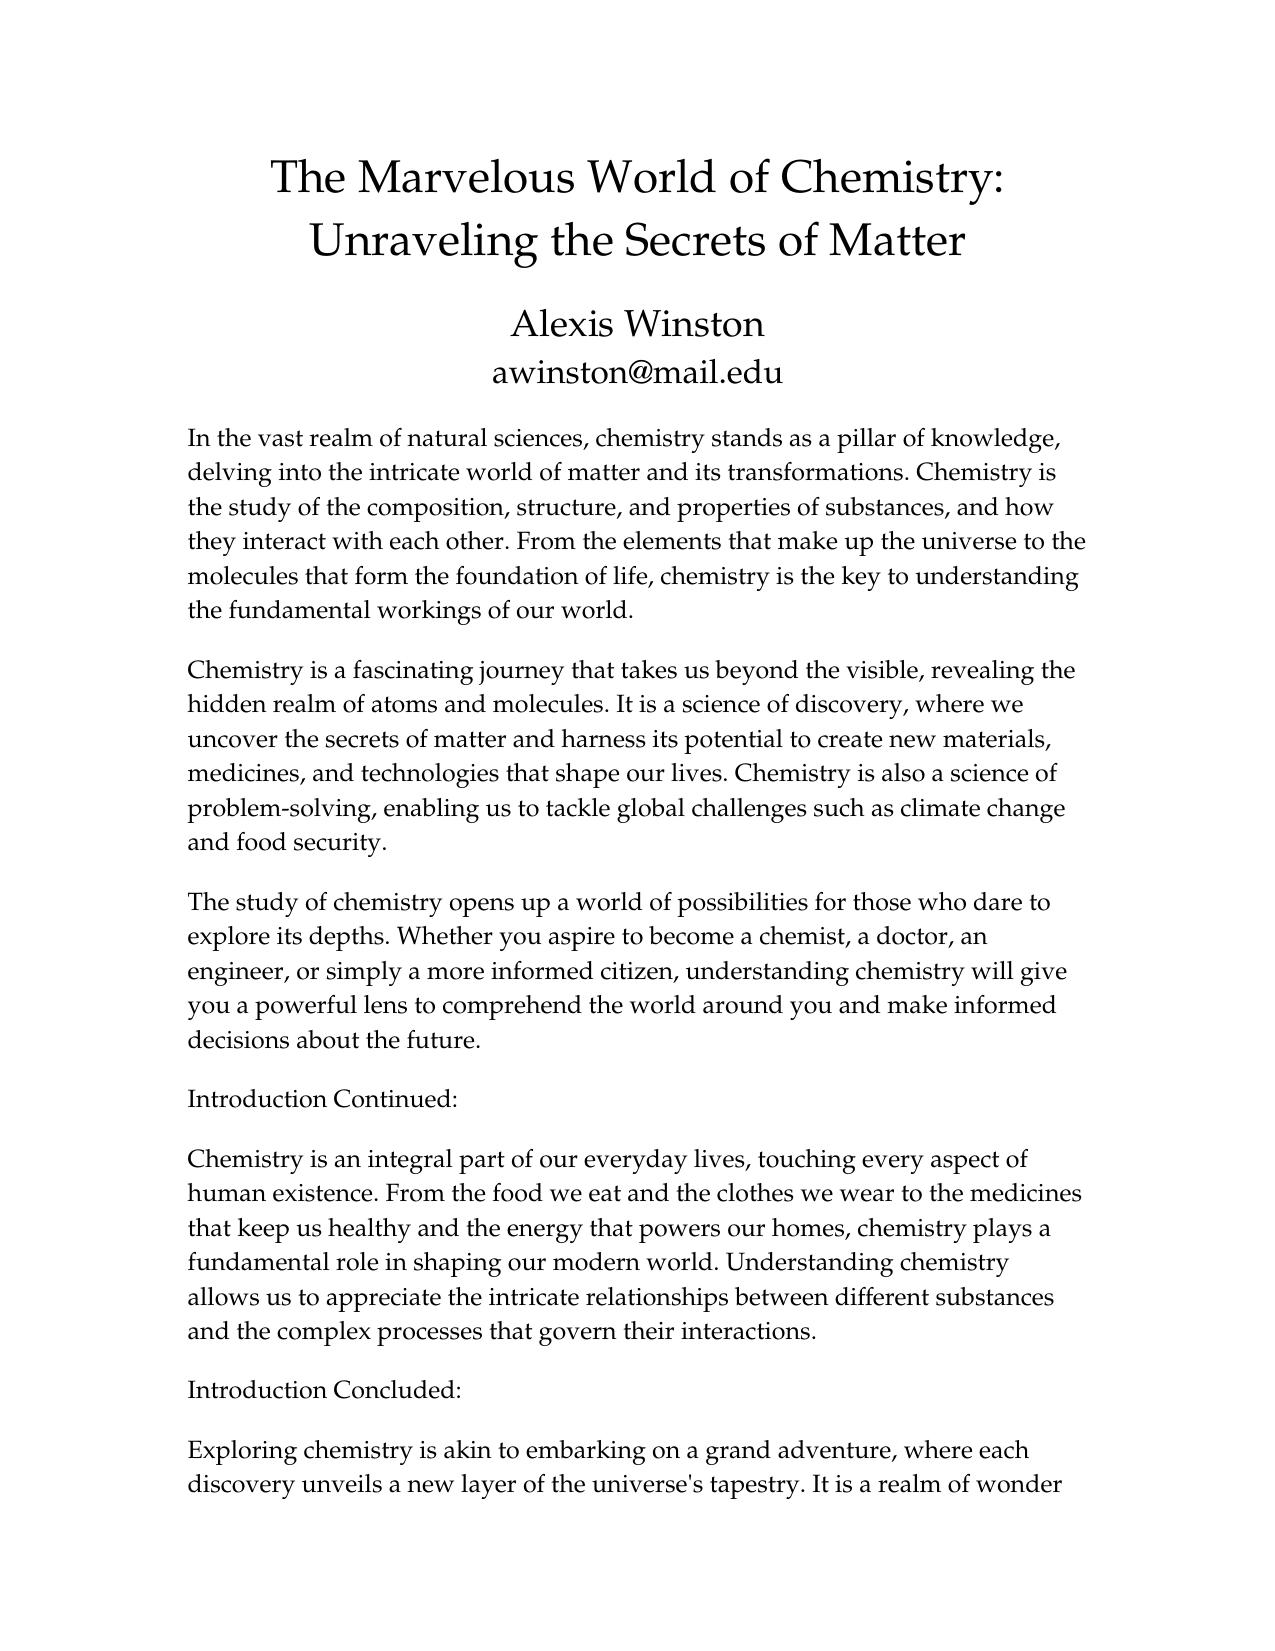 The Marvelous World of Chemistry:
Unraveling the Secrets of Matter
Alexis Winston
awinston@mail.edu
In the vast realm of natural sciences, chemistry stands as a pillar of knowledge,
delving into the intricate world of matter and its transformations. Chemistry is
the study of the composition, structure, and properties of substances, and how
they interact with each other. From the elements that make up the universe to the
molecules that form the foundation of life, chemistry is the key to understanding
the fundamental workings of our world.
Chemistry is a fascinating journey that takes us beyond the visible, revealing the
hidden realm of atoms and molecules. It is a science of discovery, where we
uncover the secrets of matter and harness its potential to create new materials,
medicines, and technologies that shape our lives. Chemistry is also a science of
problem-solving, enabling us to tackle global challenges such as climate change
and food security.
The study of chemistry opens up a world of possibilities for those who dare to
explore its depths. Whether you aspire to become a chemist, a doctor, an
engineer, or simply a more informed citizen, understanding chemistry will give
you a powerful lens to comprehend the world around you and make informed
decisions about the future.
Introduction Continued:
Chemistry is an integral part of our everyday lives, touching every aspect of
human existence. From the food we eat and the clothes we wear to the medicines
that keep us healthy and the energy that powers our homes, chemistry plays a
fundamental role in shaping our modern world. Understanding chemistry
allows us to appreciate the intricate relationships between different substances
and the complex processes that govern their interactions.
Introduction Concluded:
Exploring chemistry is akin to embarking on a grand adventure, where each
discovery unveils a new layer of the universe's tapestry. It is a realm of wonder